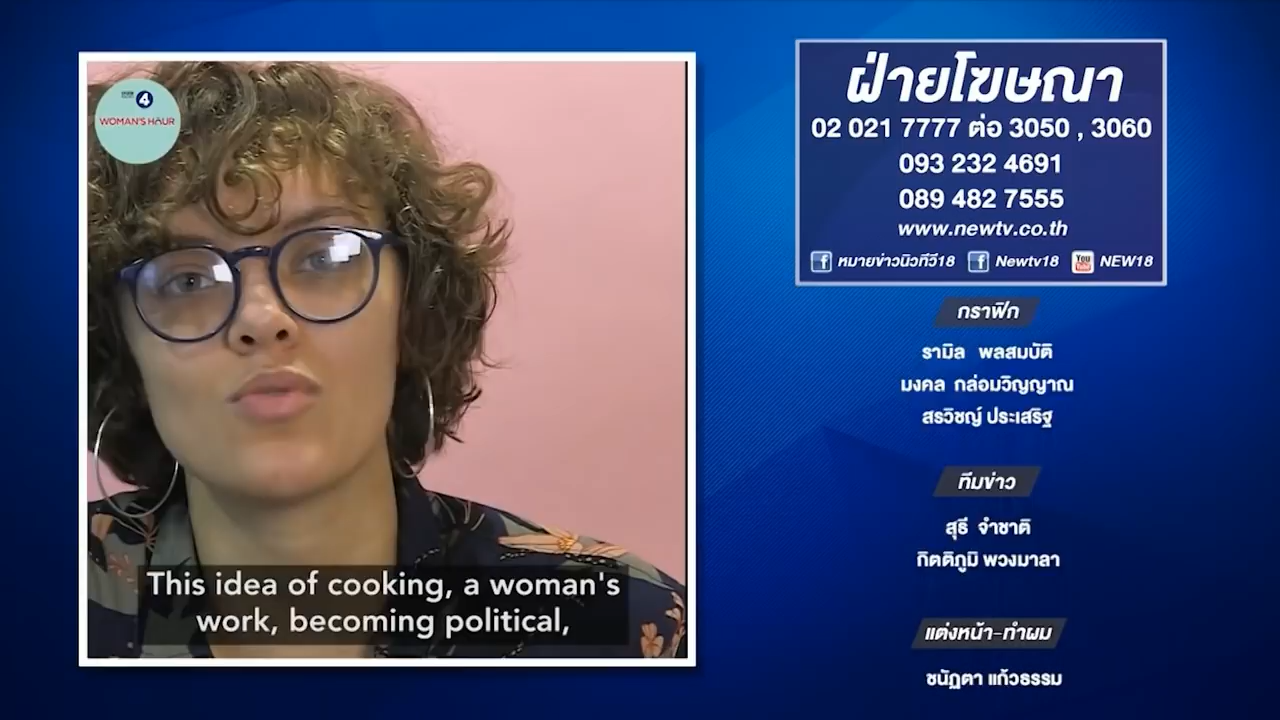 4
WOMAN'S HOUR
This idea of cooking, a woman's
work, becoming political,
ฝ่ายโฆษณา
02 021 7777 ต่อ 3050 , 3060
093 232 4691
089 482 7555
www.newtv.co.th
หมายข่าวนิวทีวี18 Newtv18 You Tube NEW18
กราฟิก
รามิล พลสมบัติ
มงคล กล่อมวิญญาณ
สรวิชญ์ ประเสริฐ
ทีมข่าว
สุธี จำชาติ
กิตติภูมิ พวงมาลา
แต่งหน้า-ทำผม
ชนัฏตา แก้วธรรม